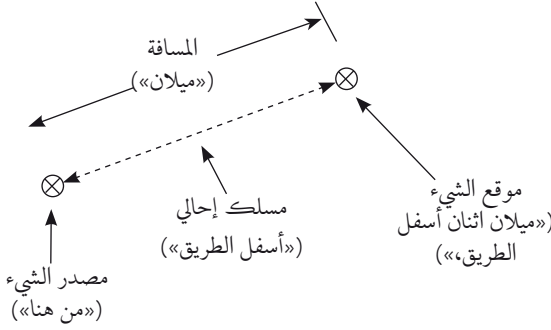 المسافة
(«ميلان»)
موقع الشيء
(«ميلان اثنان أسفل
الطريق،»)
مسلك إحالي
(«أسفل الطريق»)
مصدر الشيء
(«من هنا»)